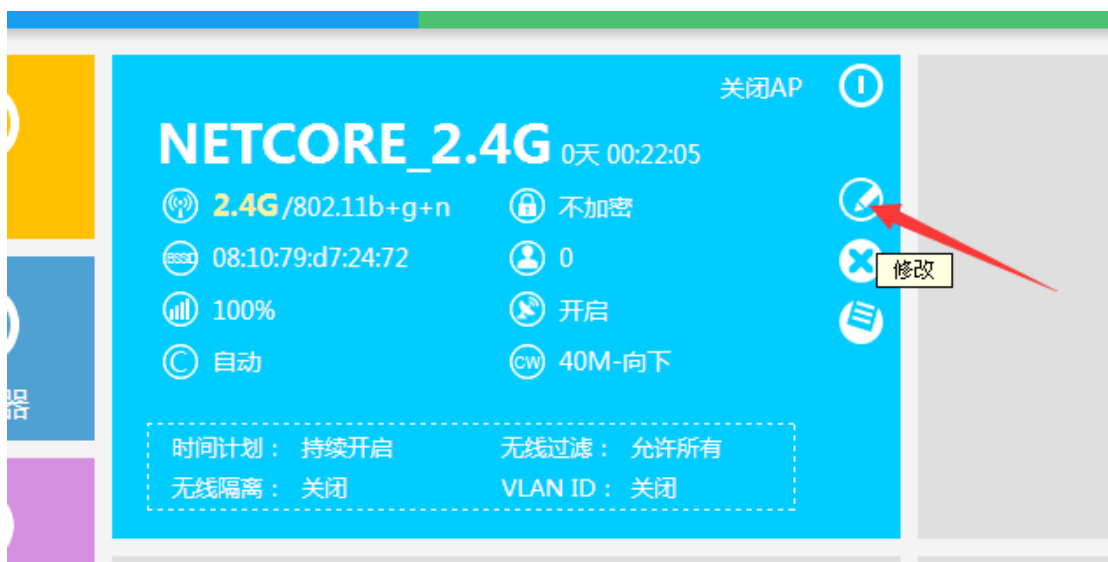 关闭AP
NETCORE_2.4G 0天 00:22:05
2.4G/802.11b+g+n 不加密
BSSID 08:10:79:d7:24:72 0
修改
100% 开启
C 自动 CW 40M-向下
器
时间计划： 持续开启 无线过滤： 允许所有
无线隔离： 关闭 VLAN ID： 关闭